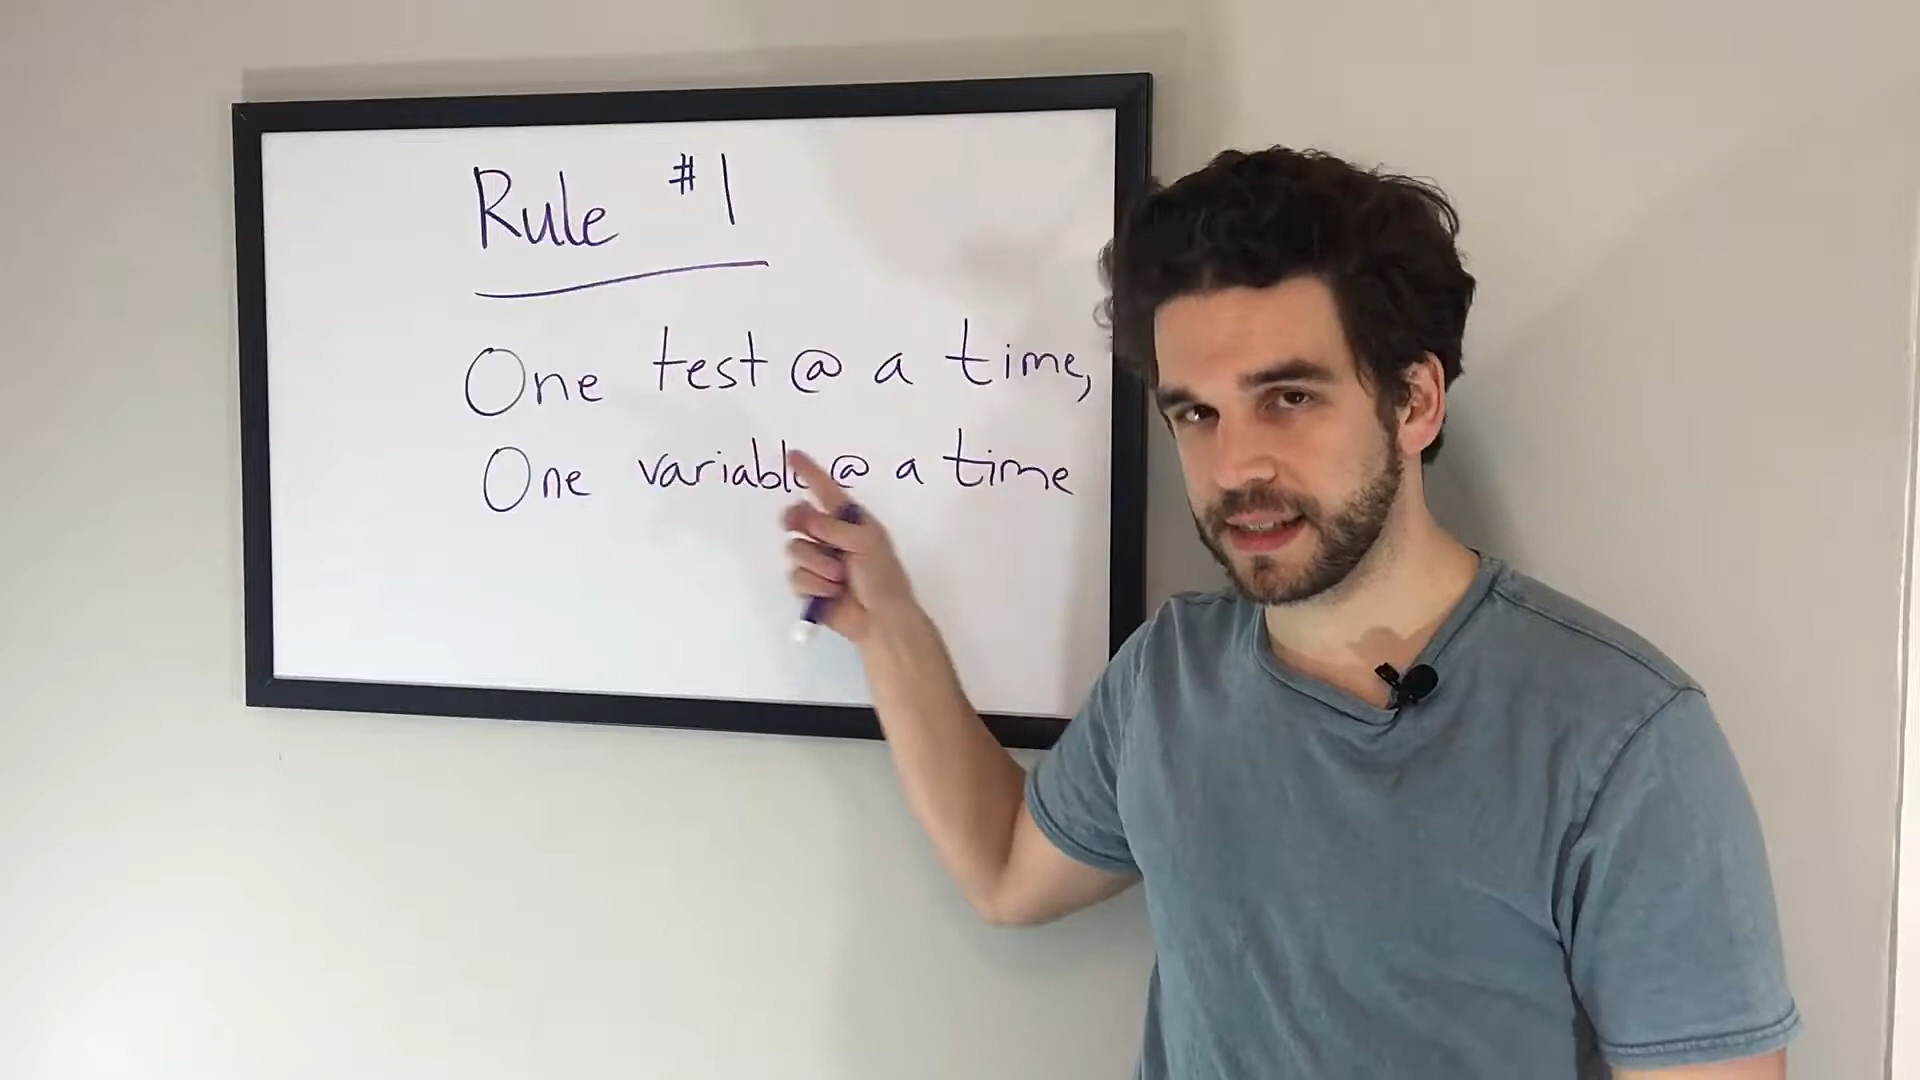 Rule #1
One test @ a time,
One variable @ a time